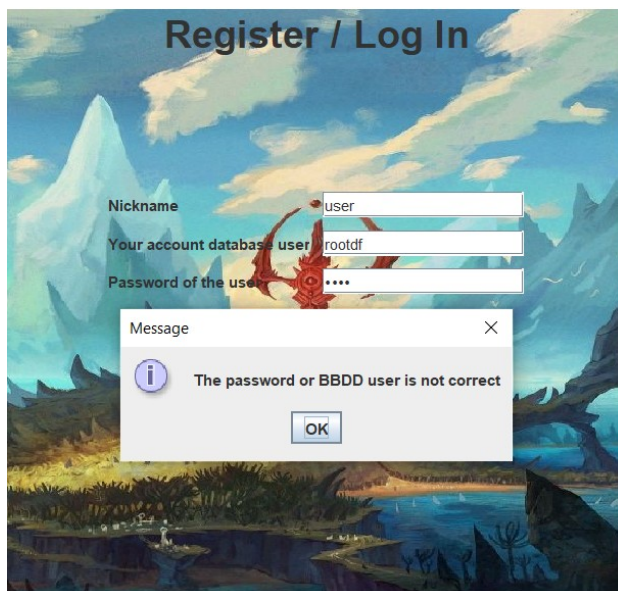 Register / Log In
Nickname user
Your account database user rootdf
Password of the user ••••
Message
The password or BBDD user is not correct
OK